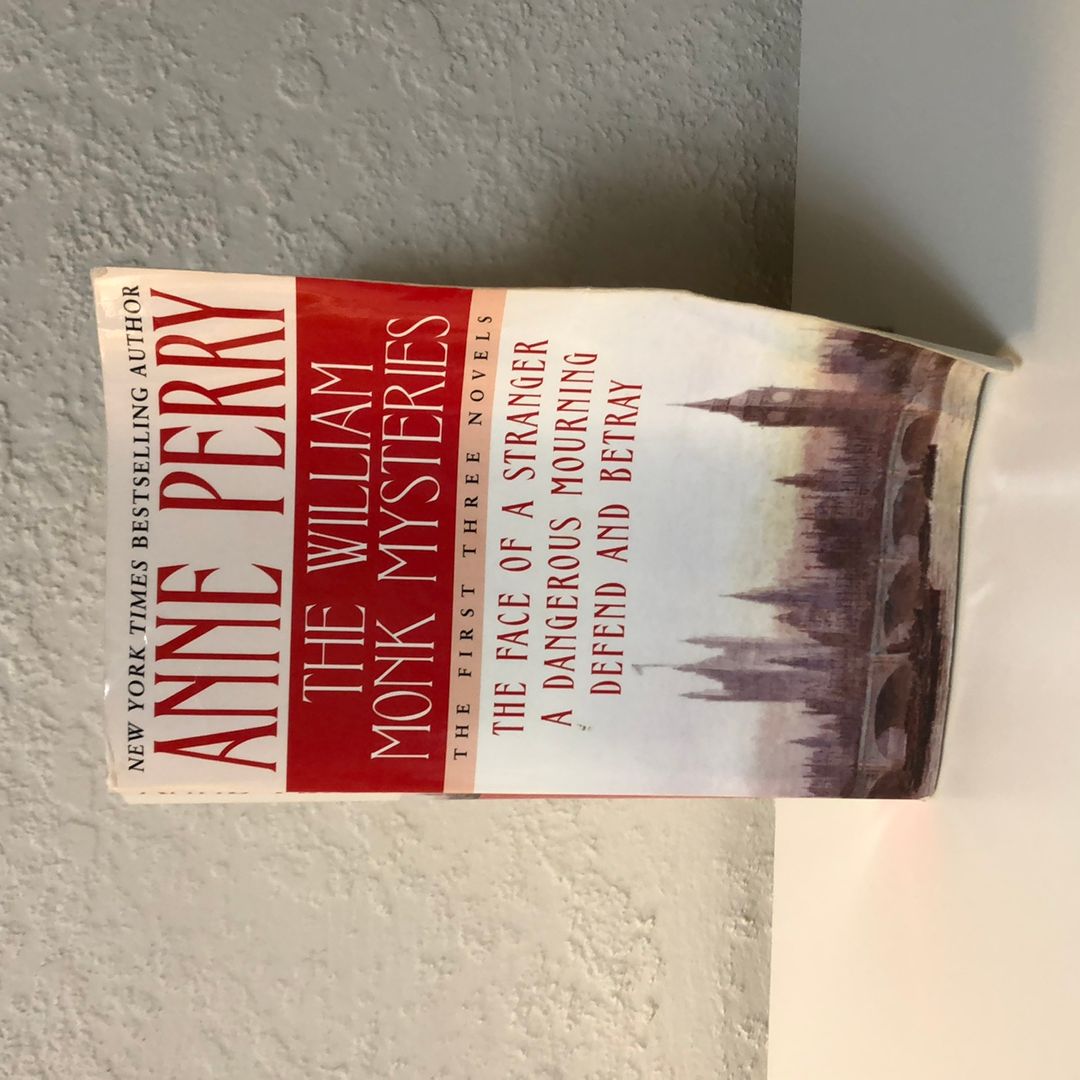 NEW YORK TIMES BESTSELLING AUTHOR
ANNE PERRY
THE WILLIAM
MONK MYSTERIES
THE FIRST THREE NOVELS
THE FACE OF A STRANGER
A DANGEROUS MOURNING
DEFEND AND BETRAY